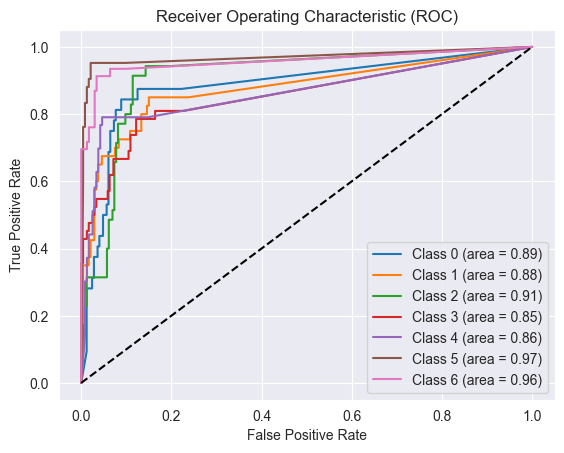 Receiver Operating Characteristic (ROC)
True Positive Rate
1.0
0.8
0.6
0.4
0.2
0.0
Class 0 (area = 0.89)
Class 1 (area = 0.88)
Class 2 (area = 0.91)
Class 3 (area = 0.85)
Class 4 (area = 0.86)
Class 5 (area = 0.97)
Class 6 (area = 0.96)
0.0 0.2 0.4 0.6 0.8 1.0
False Positive Rate